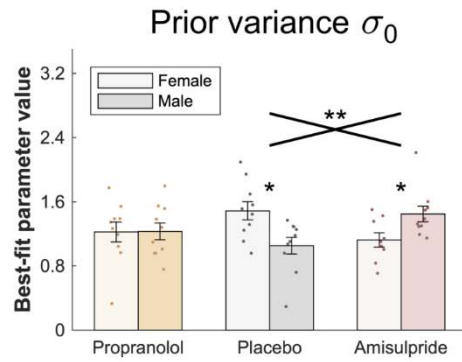 Prior variance σ0
Best-fit parameter value
3.2
2.4
1.6
0.8
0
Female
Male
**
*
*
Propranolol
Placebo
Amisulpride